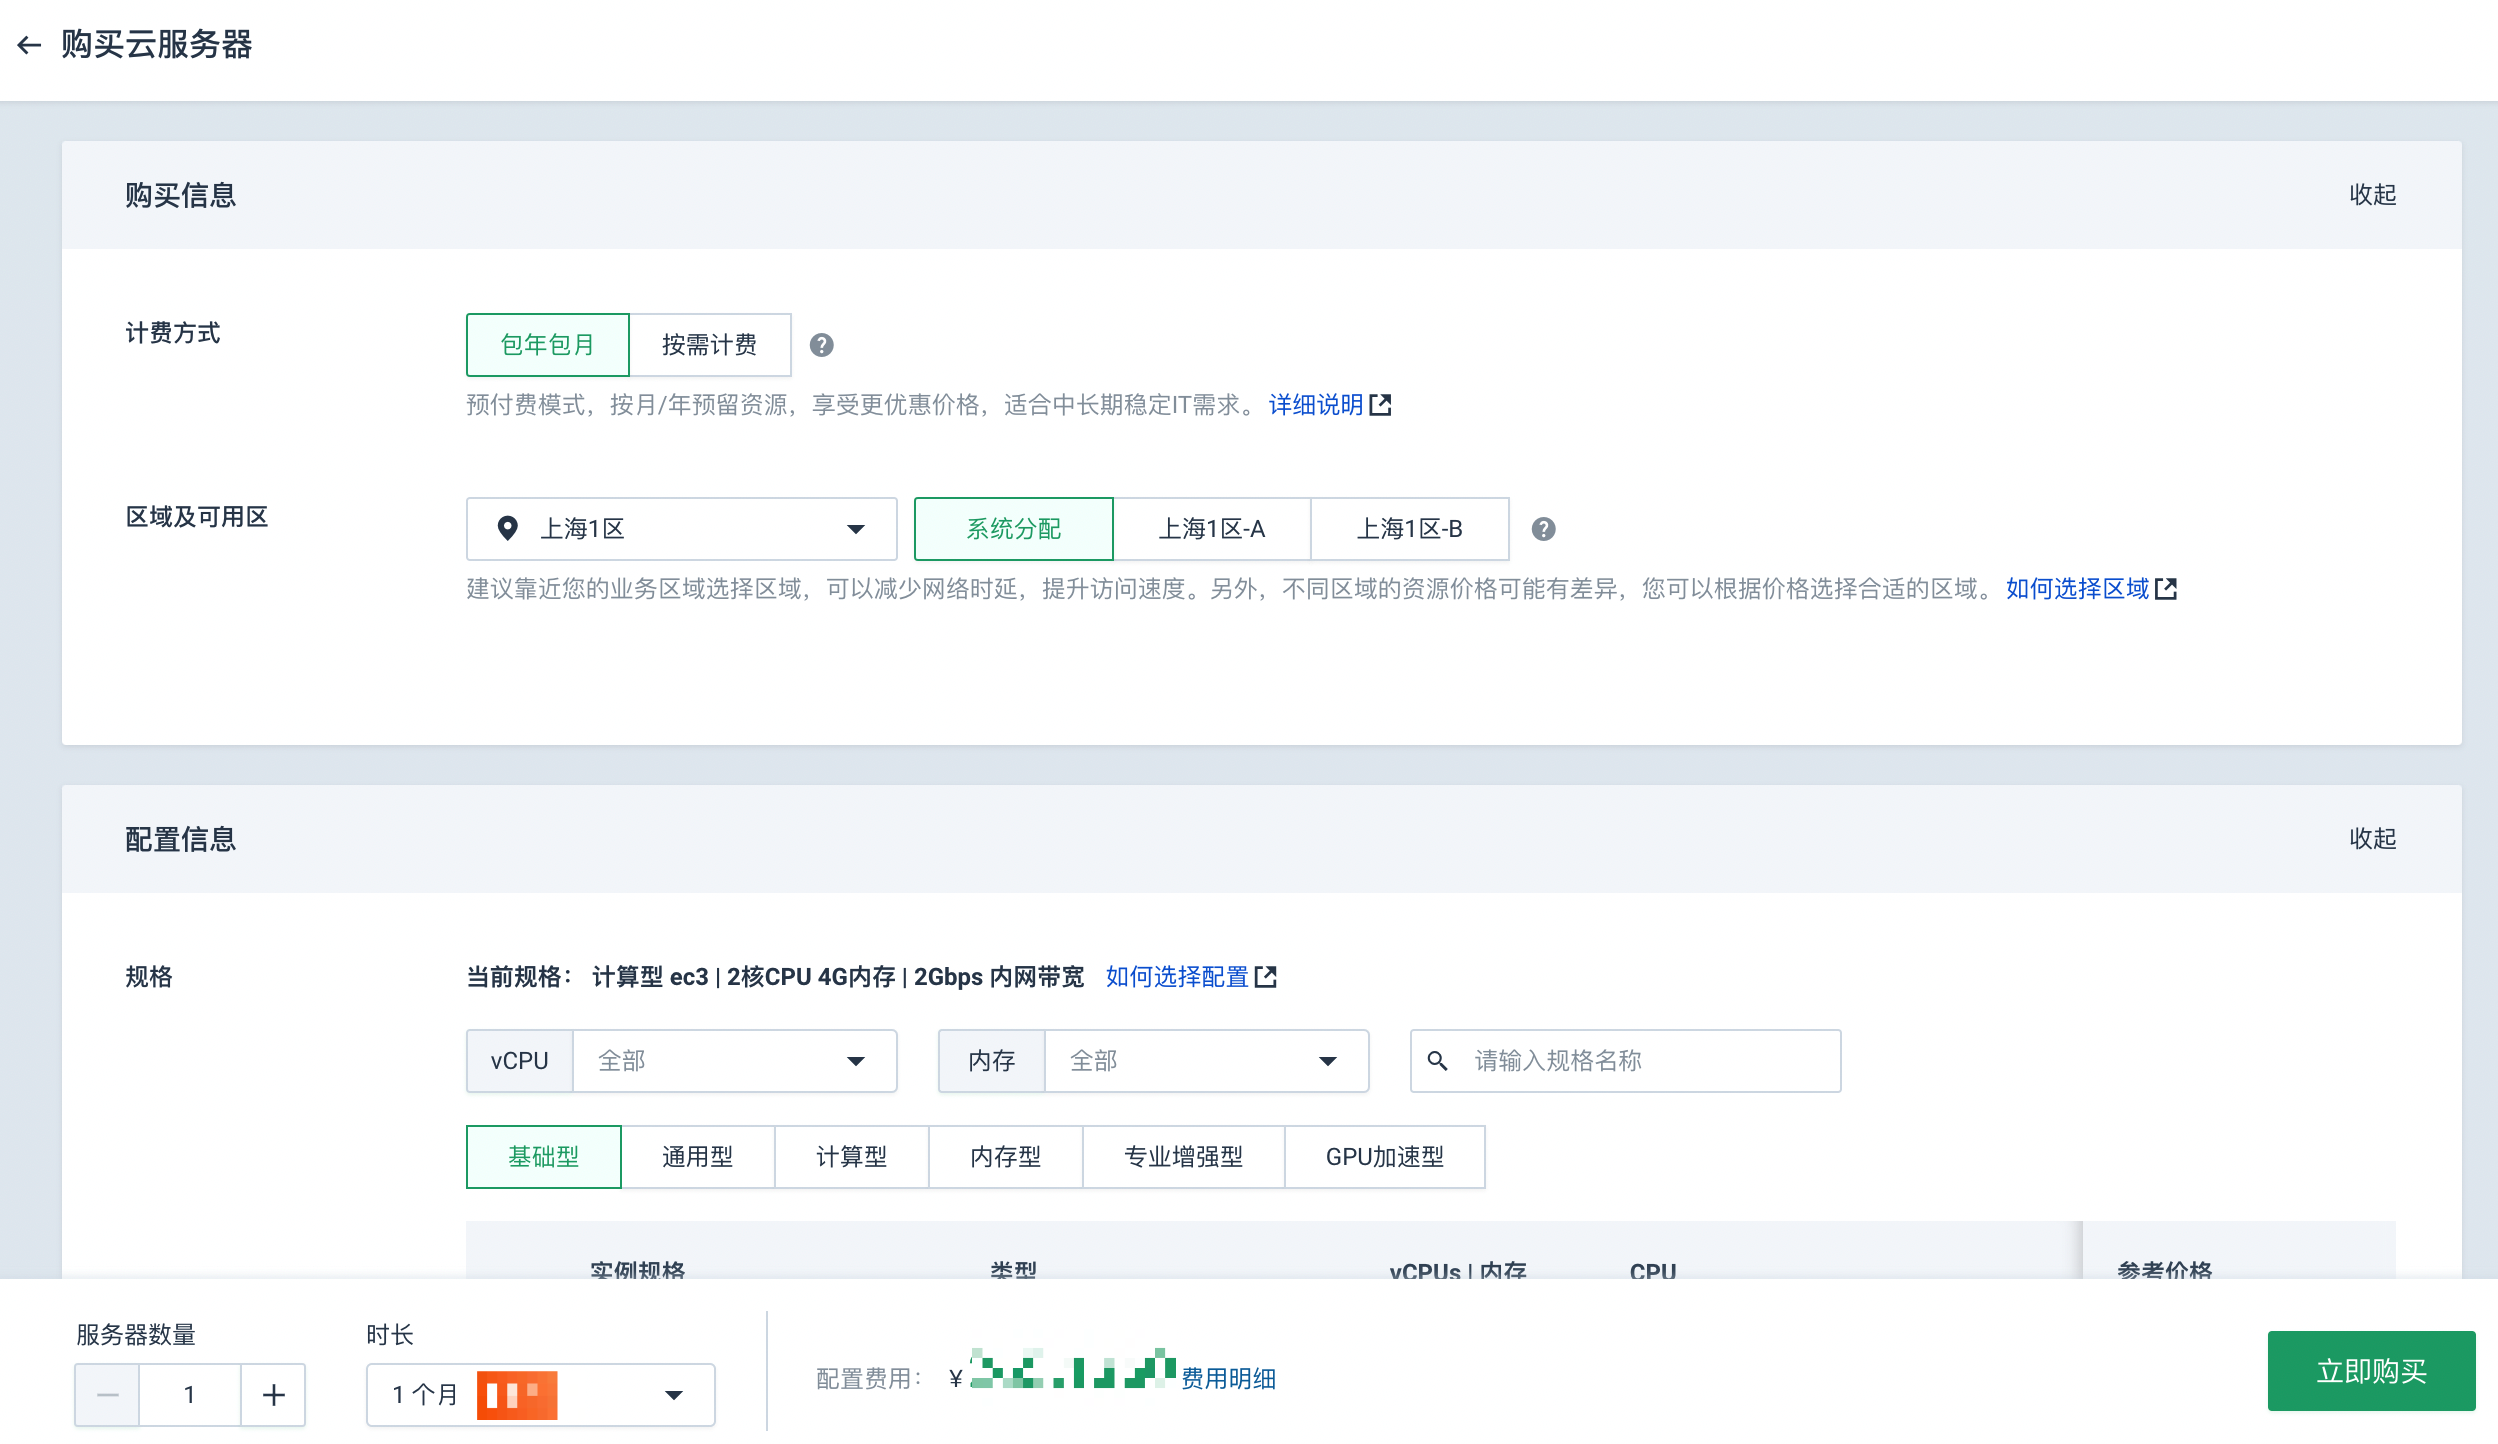 购买云服务器
购买信息
收起
计费方式
包年包月
按需计费
预付费模式，按月/年预留资源，享受更优惠价格，适合中长期稳定IT需求。 详细说明
区域及可用区
上海1区
系统分配
上海1区-A
上海1区-B
建议靠近您的业务区域选择区域，可以减少网络时延，提升访问速度。另外，不同区域的资源价格可能有差异，您可以根据价格选择合适的区域。 如何选择区域
配置信息
收起
规格
当前规格： 计算型 ec3 | 2核CPU 4G内存 | 2Gbps 内网带宽 如何选择配置
vCPU
全部
内存
全部
请输入规格名称
基础型
通用型
计算型
内存型
专业增强型
GPU加速型
实例规格
类型
vCPUs | 内存
CPU
参考价格
服务器数量
时长
1
1 个月
配置费用： ¥
费用明细
立即购买